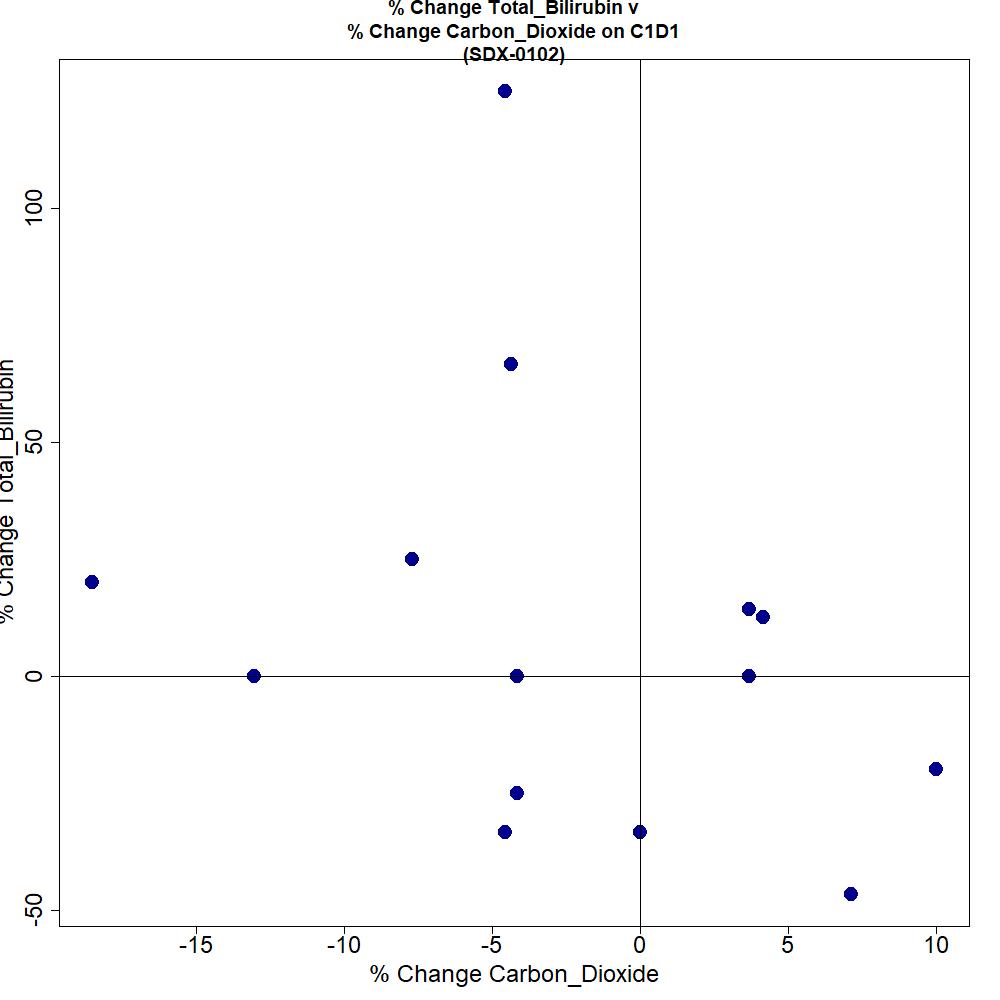 % Change Total_Bilirubin v
% Change Carbon_Dioxide on C1D1
(SDX-0102)
% Change Total_Bilirubin
100
50
0
-50
-15
-10
-5
0
5
10
% Change Carbon_Dioxide